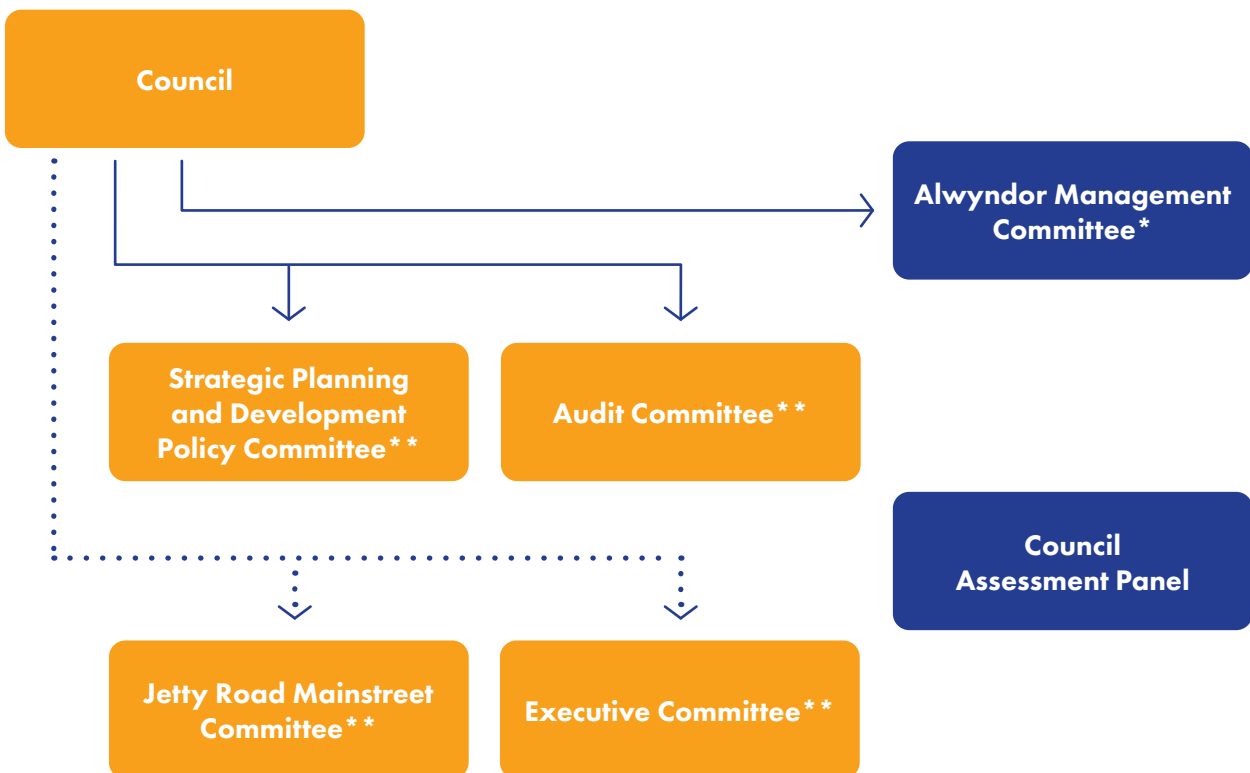 Council
Alwyndor Management
Committee*
Strategic Planning
and Development
Policy Committee**
Audit Committee**
Council
Assessment Panel
Jetty Road Mainstreet
Committee**
Executive Committee**